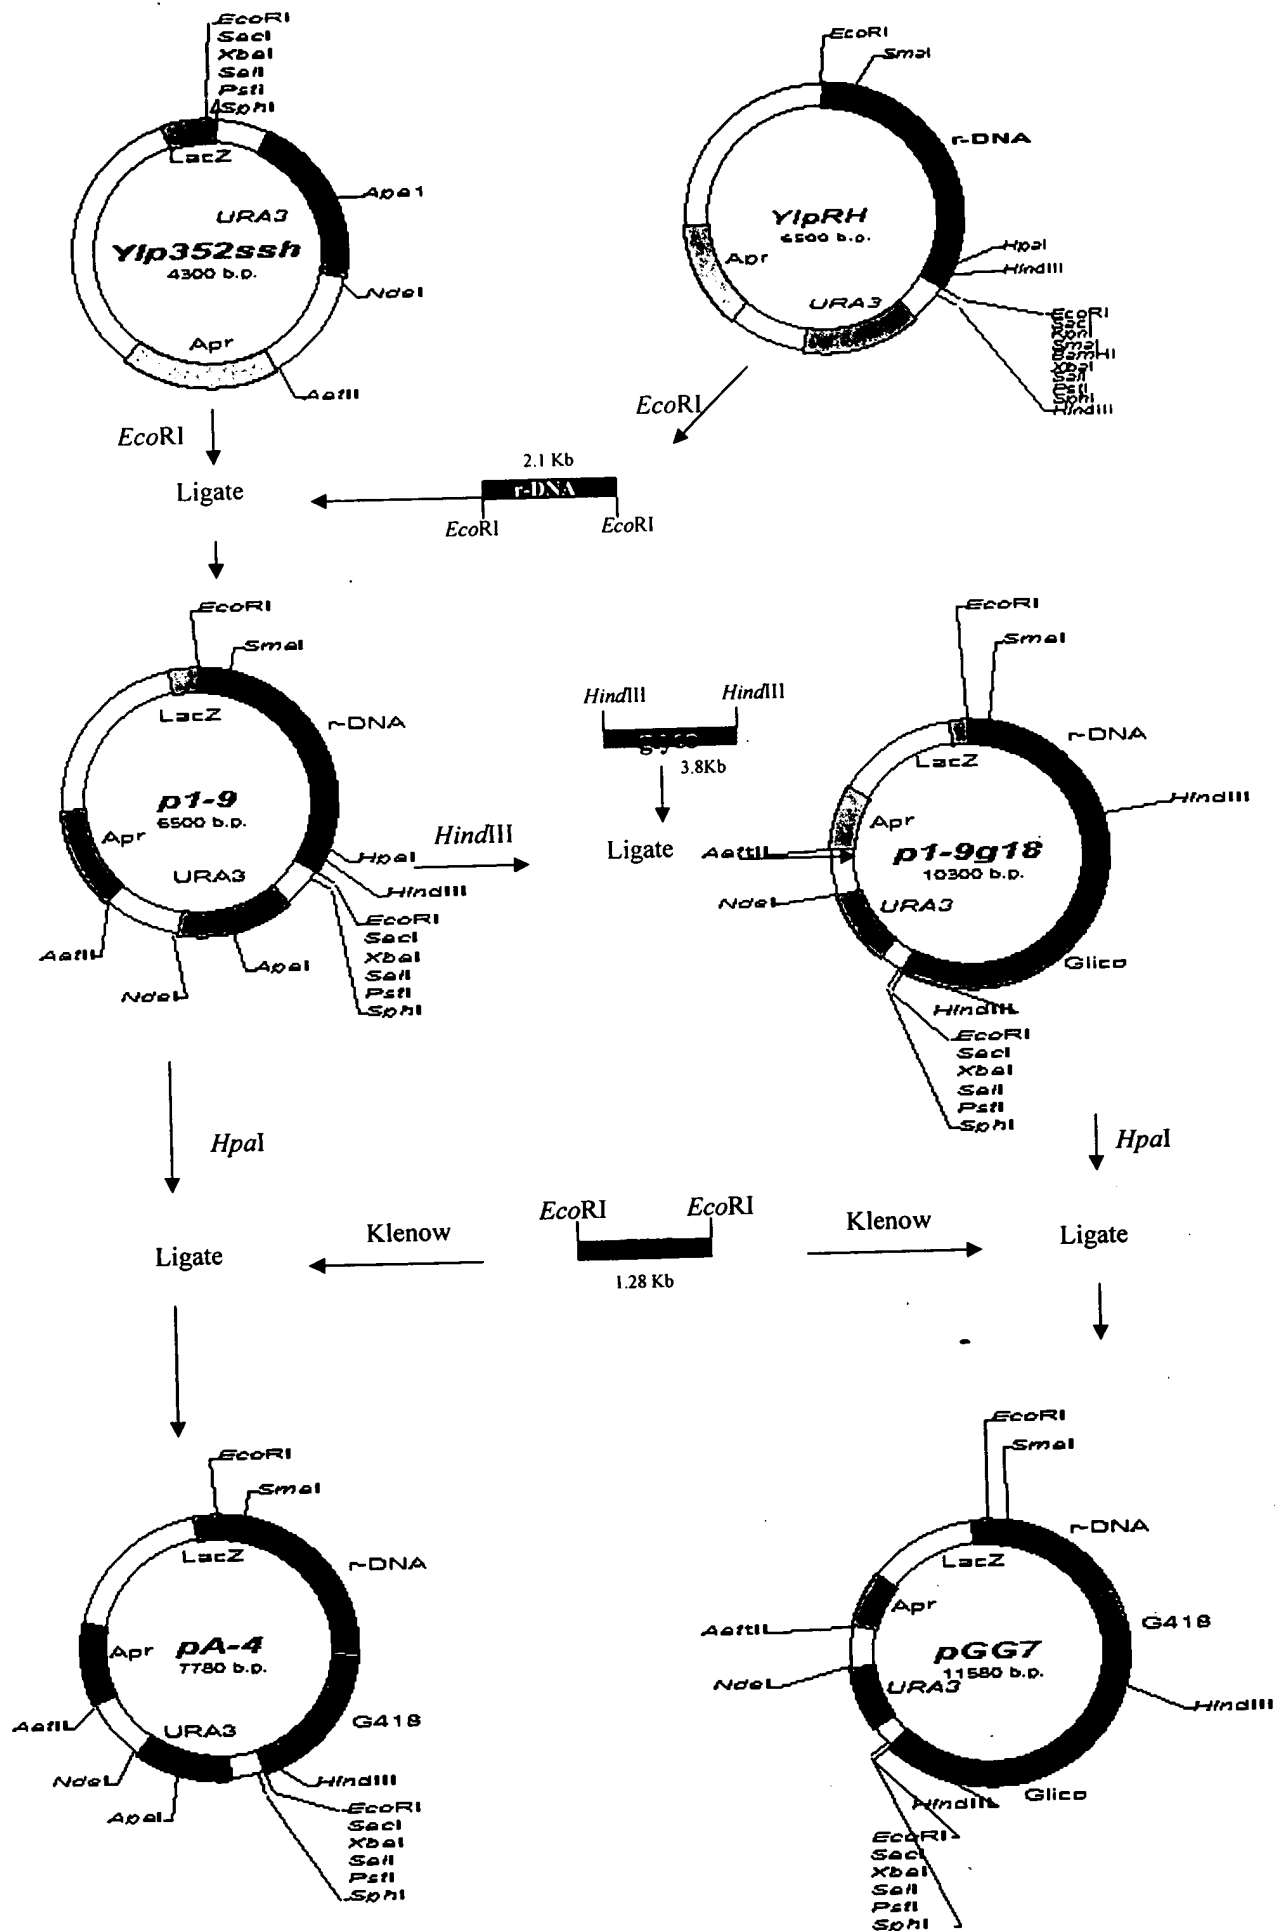 EcoRI
SacI
XbaI
SalI
PstI
SphI
LacZ
ApaI
URA3
YIp352ssh
4300 b.p.
NdeI
Apr
AatII
EcoRI
SmaI
r-DNA
YIpRH
6500 b.p.
Apr
HpaI
HindIII
URA3
EcoRI
SacI
KpnI
SmaI
BamHI
XbaI
SalI
PstI
SphI
HindIII
EcoRI
EcoRI
Ligate
2.1 Kb
r-DNA
EcoRI
EcoRI
EcoRI
SmaI
LacZ
r-DNA
p1-9
6500 b.p.
Apr
URA3
HpaI
HindIII
EcoRI
SacI
XbaI
SalI
PstI
SphI
AatII
NdeI
ApaI
HindIII
HindIII
HindIII
3.8Kb
Ligate
EcoRI
SmaI
r-DNA
LacZ
HindIII
Apr
AaftII
p1-9g18
10300 b.p.
NdeI
URA3
Glico
HindIII
EcoRI
SacI
XbaI
SalI
PstI
SphI
HpaI
HpaI
EcoRI
EcoRI
Klenow
Klenow
Ligate
Ligate
1.28 Kb
EcoRI
SmaI
LacZ
r-DNA
Apr
pA-4
7780 b.p.
G418
URA3
AatII
NdeI
ApaI
HindIII
EcoRI
SacI
XbaI
SalI
PstI
SphI
EcoRI
SmaI
r-DNA
LacZ
Apr
G418
AaftII
pGG7
11580 b.p.
NdeI
URA3
HindIII
Glico
HindIII
EcoRI
SacI
XbaI
SalI
PstI
SphI